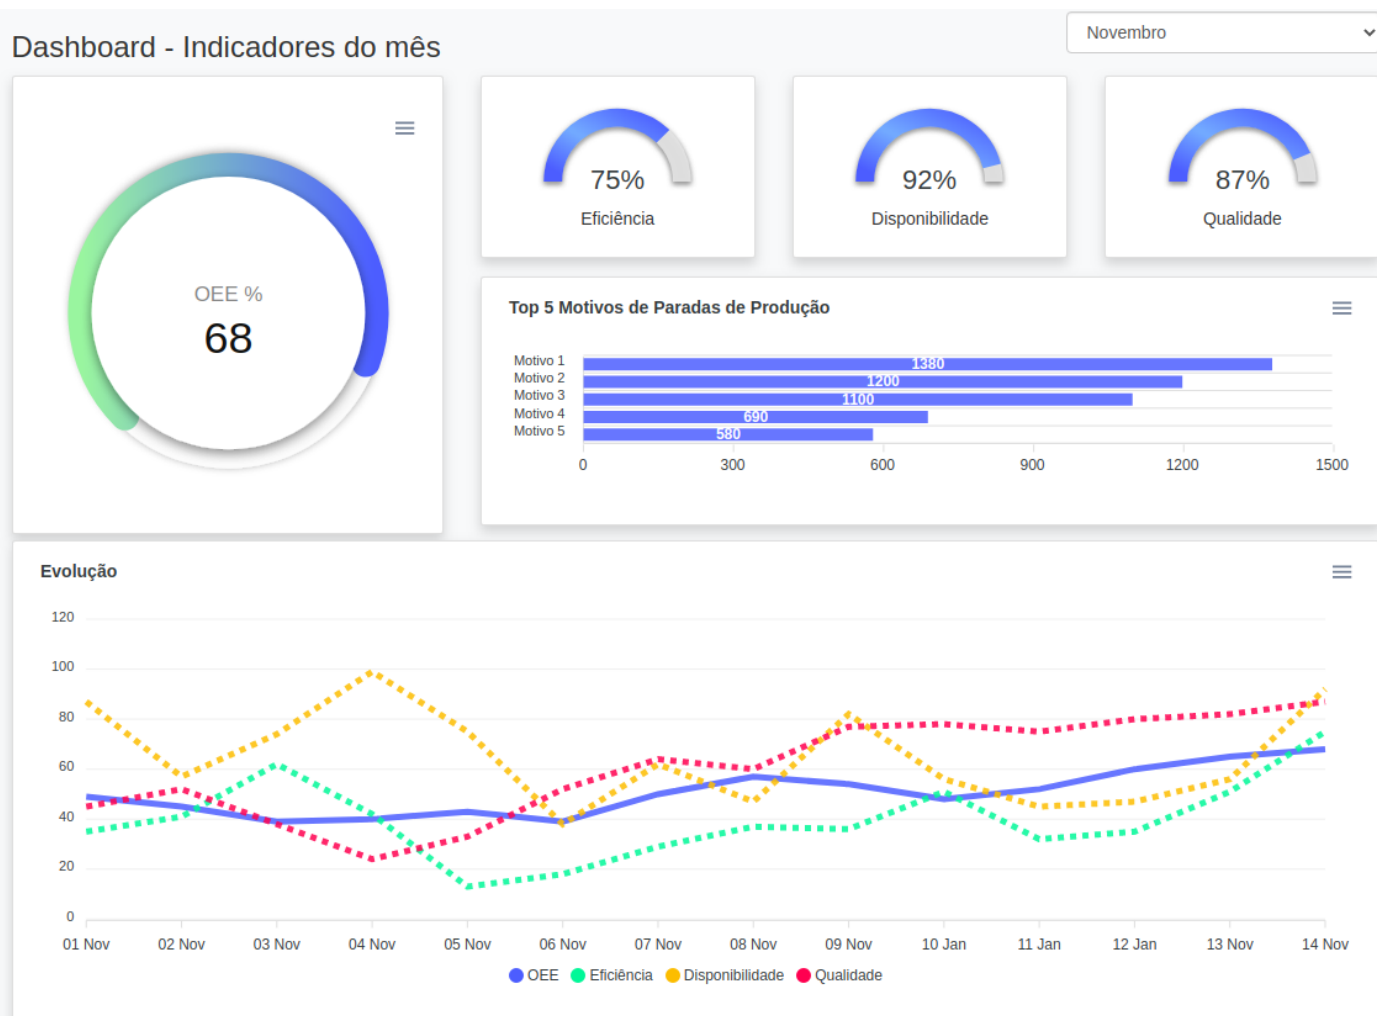 Dashboard - Indicadores do mês
Novembro
OEE %
68
75%
Eficiência
92%
Disponibilidade
87%
Qualidade
Top 5 Motivos de Paradas de Produção
Motivo 1
1380
Motivo 2
1200
Motivo 3
1100
Motivo 4
690
Motivo 5
580
0 300 600 900 1200 1500
Evolução
120
100
80
60
40
20
0
01 Nov 02 Nov 03 Nov 04 Nov 05 Nov 06 Nov 07 Nov 08 Nov 09 Nov 10 Jan 11 Jan 12 Jan 13 Nov 14 Nov
OEE Eficiência Disponibilidade Qualidade